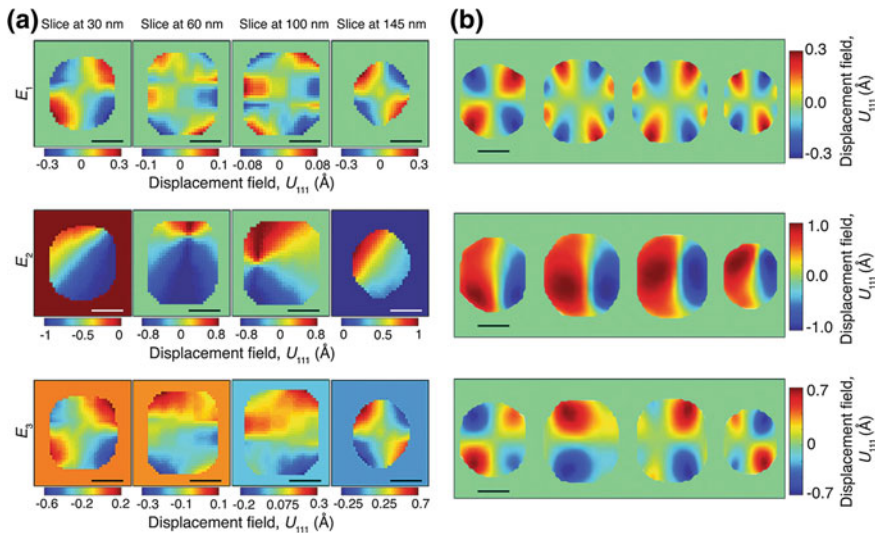 (a)
Slice at 30 nm Slice at 60 nm Slice at 100 nm Slice at 145 nm
E1
-0.3 0 0.3 -0.1 0 0.1 -0.08 0 0.08 -0.3 0 0.3
Displacement field, U111 (Å)
E2
-1 -0.5 0 -0.8 0 0.8 -0.8 0 0.8 0 0.5 1
Displacement field, U111 (Å)
E3
-0.6 -0.2 0.2 -0.3 -0.1 0.1 -0.2 0.075 0.35 -0.25 0.25 0.7
Displacement field, U111 (Å)
(b)
0.3
0.0
-0.3
Displacement field,
U111 (Å)
1.0
0.0
-1.0
Displacement field,
U111 (Å)
0.7
0
-0.7
Displacement field,
U111 (Å)